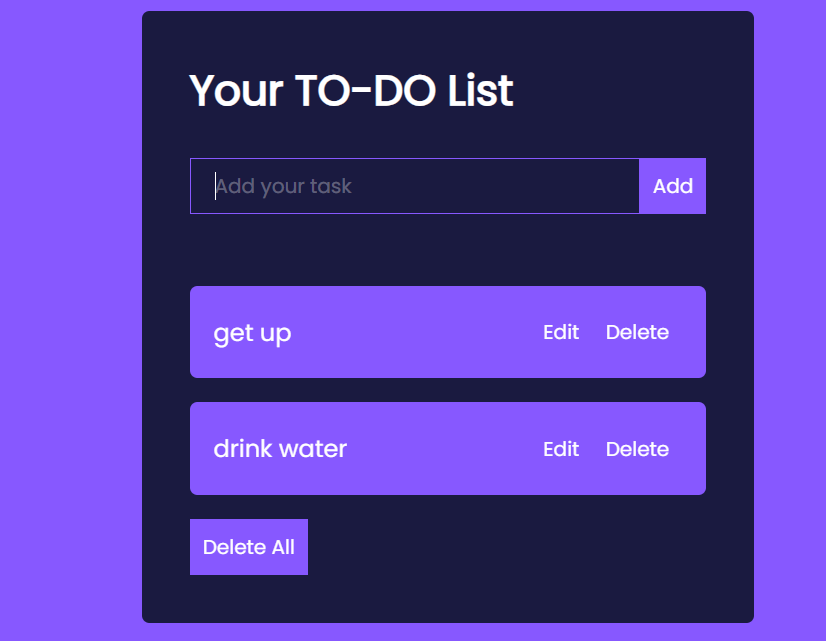 Your TO-DO List
Add your task
Add
get up
Edit
Delete
drink water
Edit
Delete
Delete All